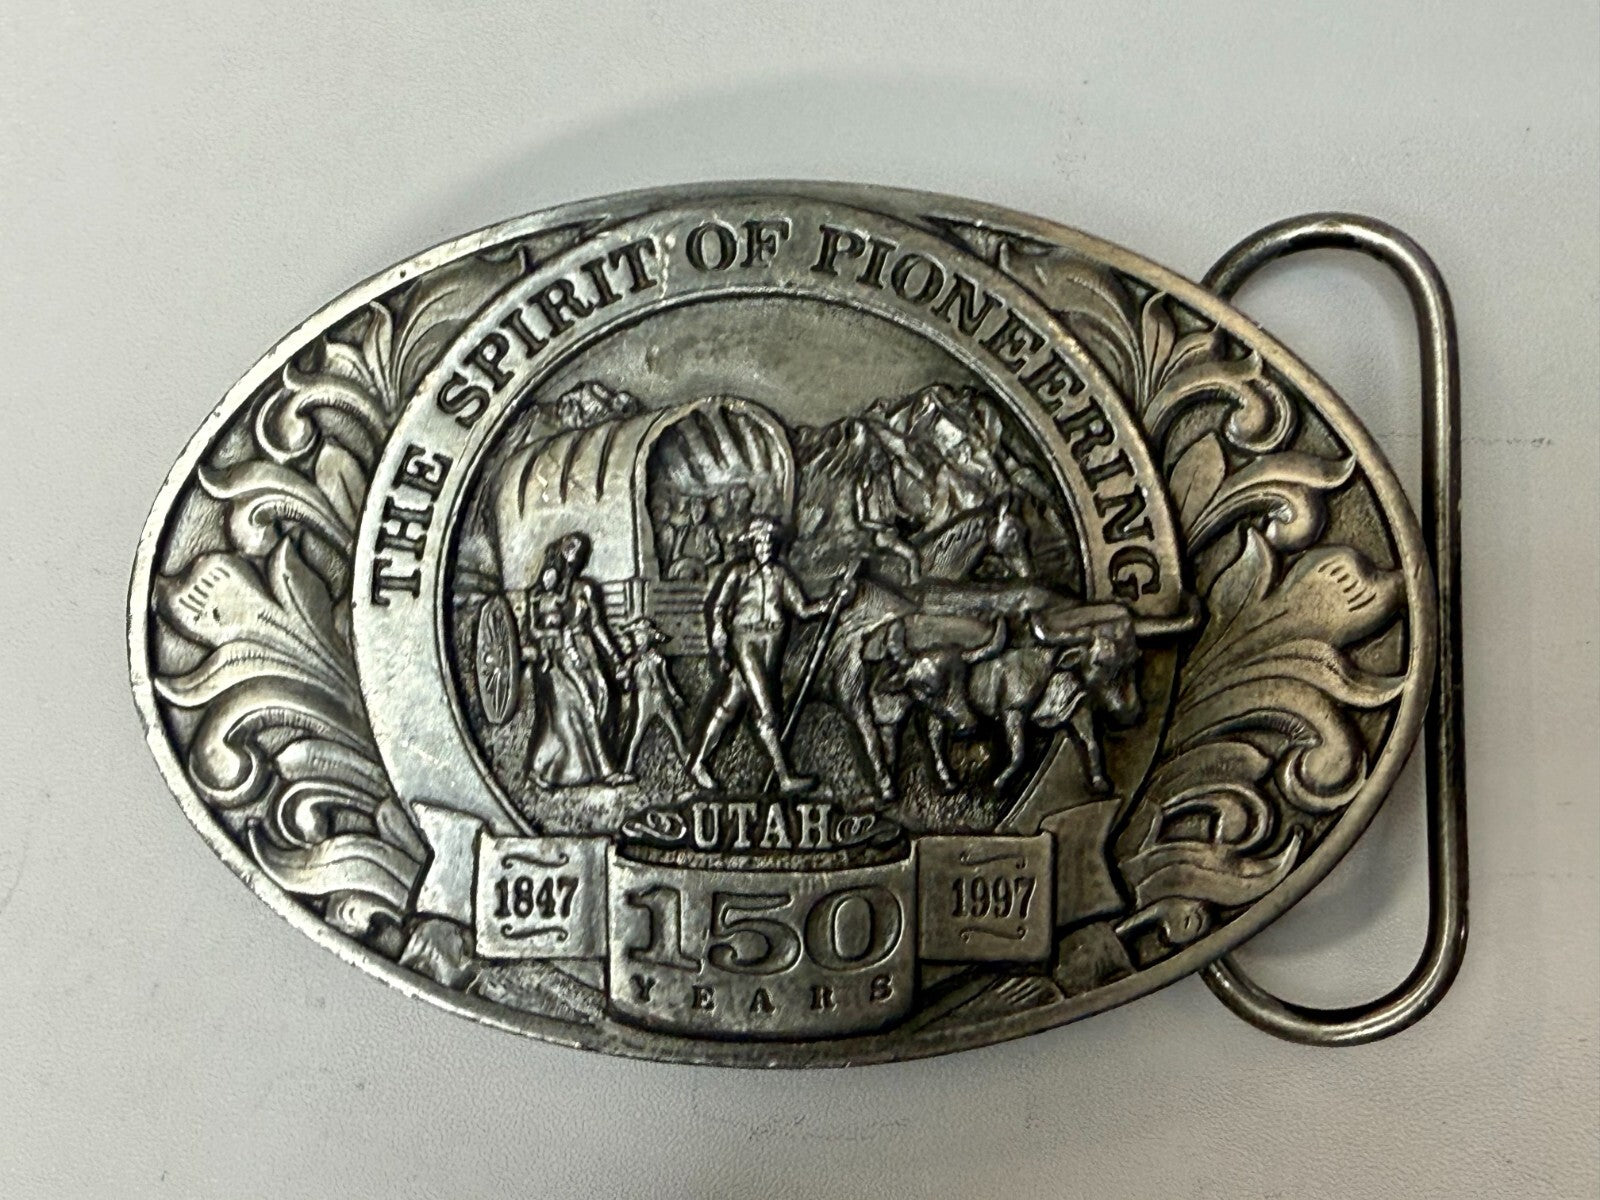 THE SPIRIT OF PIONEERING
UTAH
1847
150
1997
YEARS